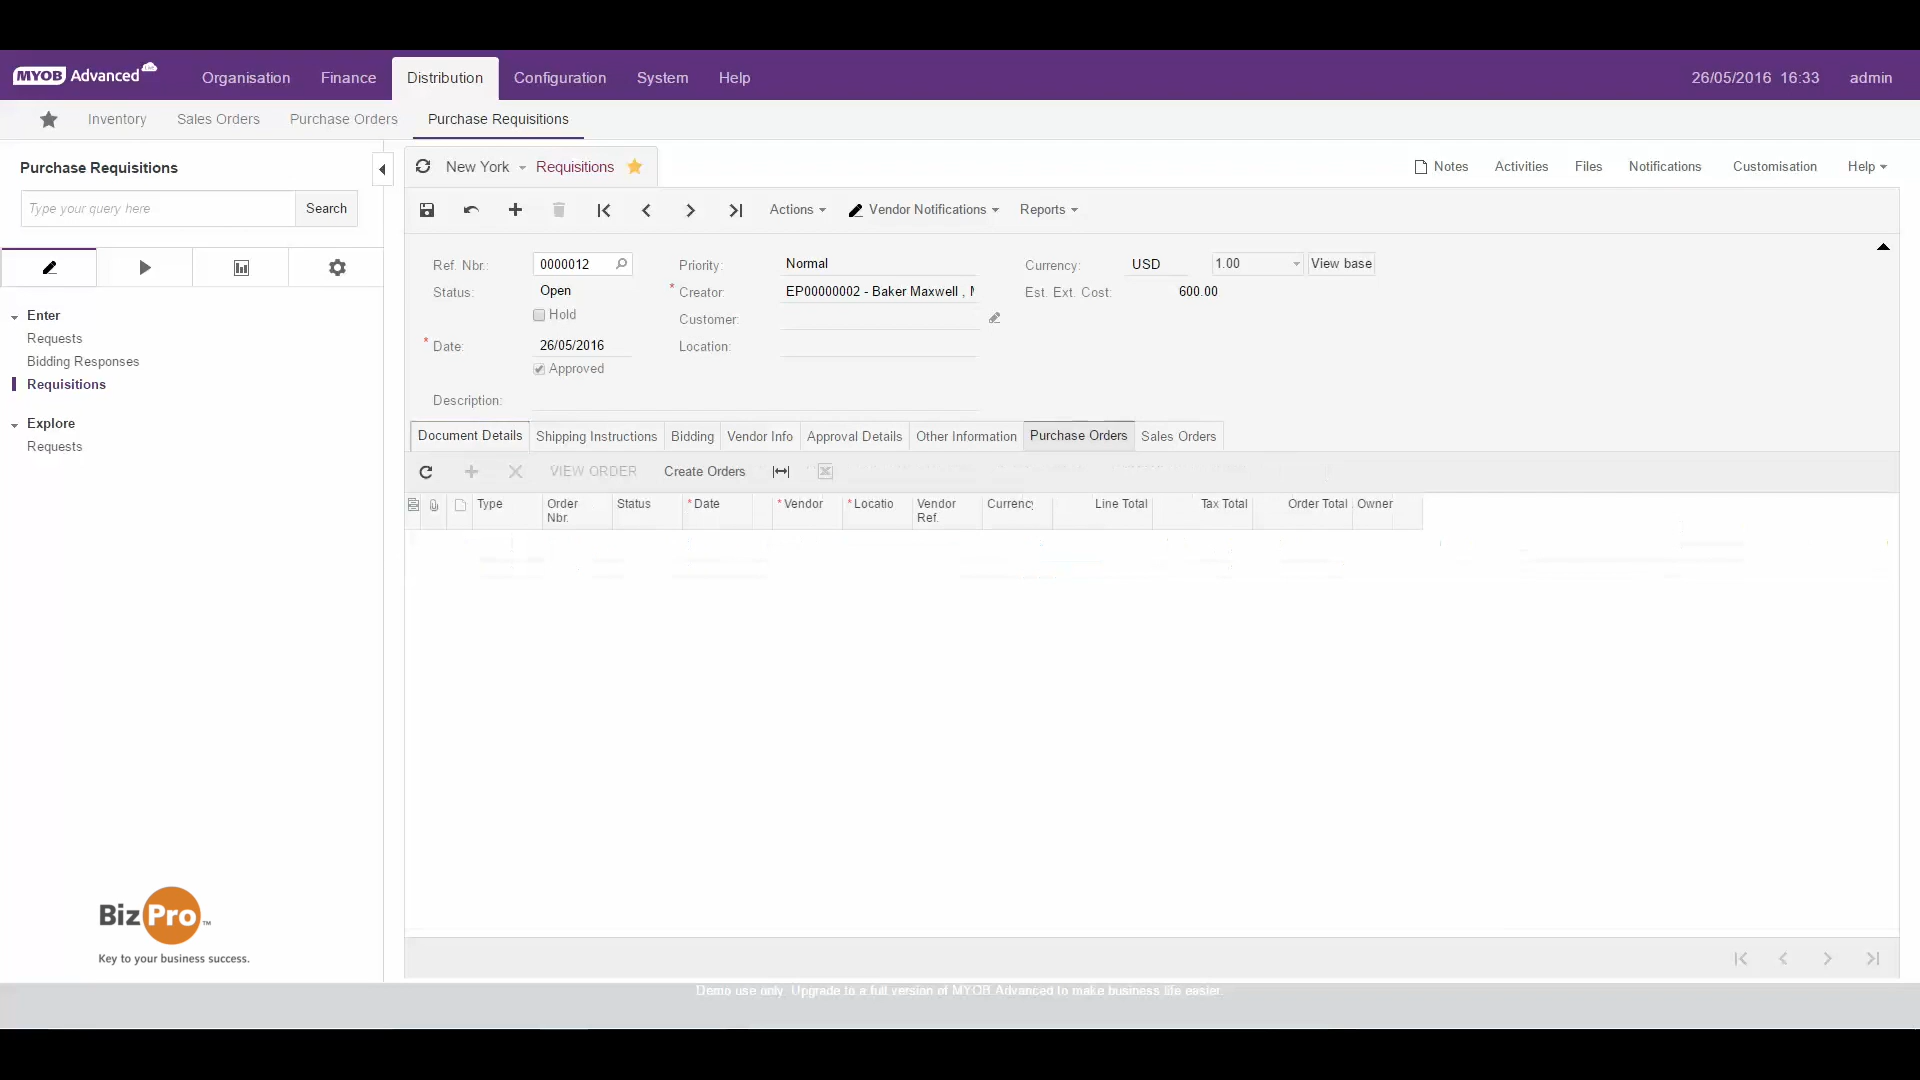 MYOB Advanced Organisation Finance Distribution Configuration System Help 26/05/2016 16:33 admin
Inventory Sales Orders Purchase Orders Purchase Requisitions
Purchase Requisitions
Type your query here Search
Enter
Requests
Bidding Responses
Requisitions
Explore
Requests
BizPro™
Key to your business success.
New York Requisitions Notes Activities Files Notifications Customisation Help
Actions Vendor Notifications Reports
Ref. Nbr.: 0000012 Priority: Normal Currency: USD 1.00 View base
Status: Open * Creator: EP00000002 - Baker Maxwell , Est. Ext. Cost: 600.00
Hold Customer:
* Date: 26/05/2016 Location:
Approved
Description:
Document Details Shipping Instructions Bidding Vendor Info Approval Details Other Information Purchase Orders Sales Orders
VIEW ORDER Create Orders
Type Order Nbr. Status * Date * Vendor * Locatio Vendor Ref. Currency Line Total Tax Total Order Total Owner
Demo use only. Upgrade to a full version of MYOB Advanced to make business life easier.